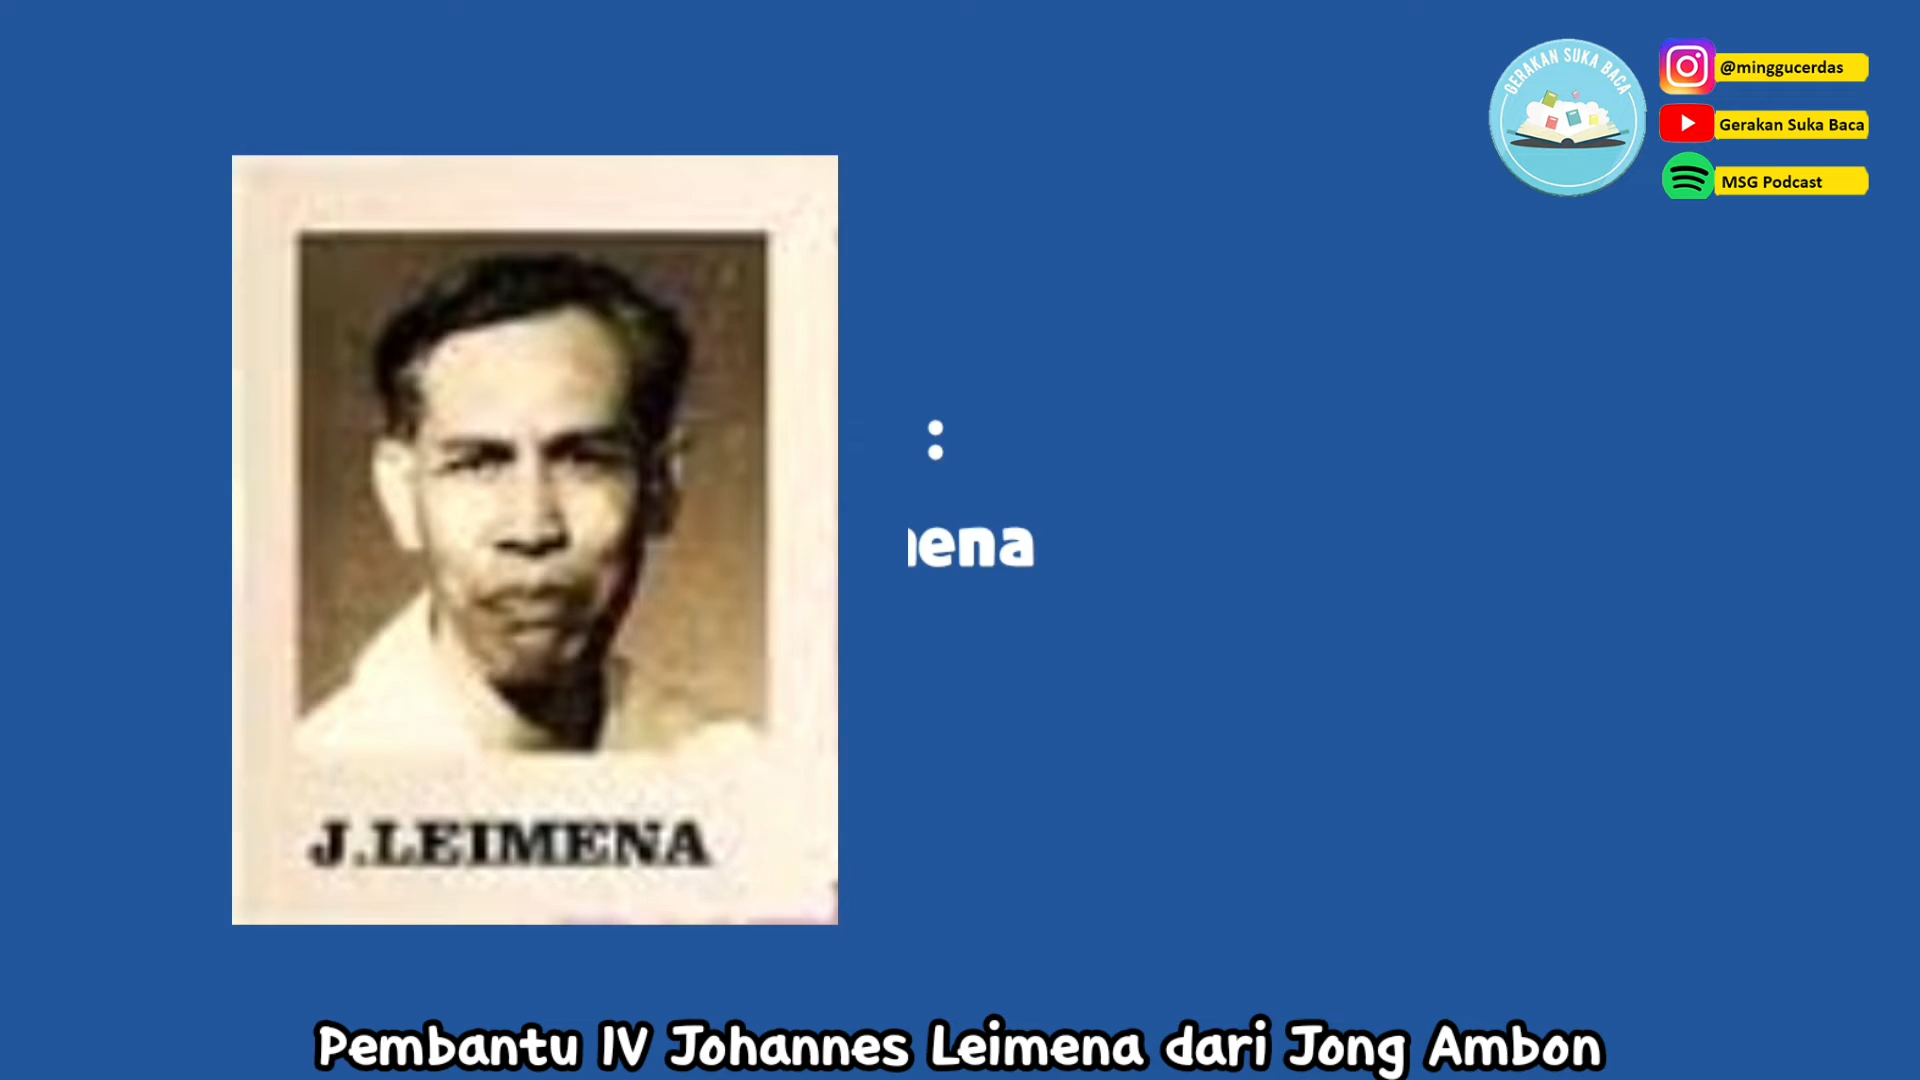 GERAKAN SUKA BACA
@minggucerdas
Gerakan Suka Baca
MSG Podcast
:
ena
J.LEIMENA
Pembantu IV Johannes Leimena dari Jong Ambon